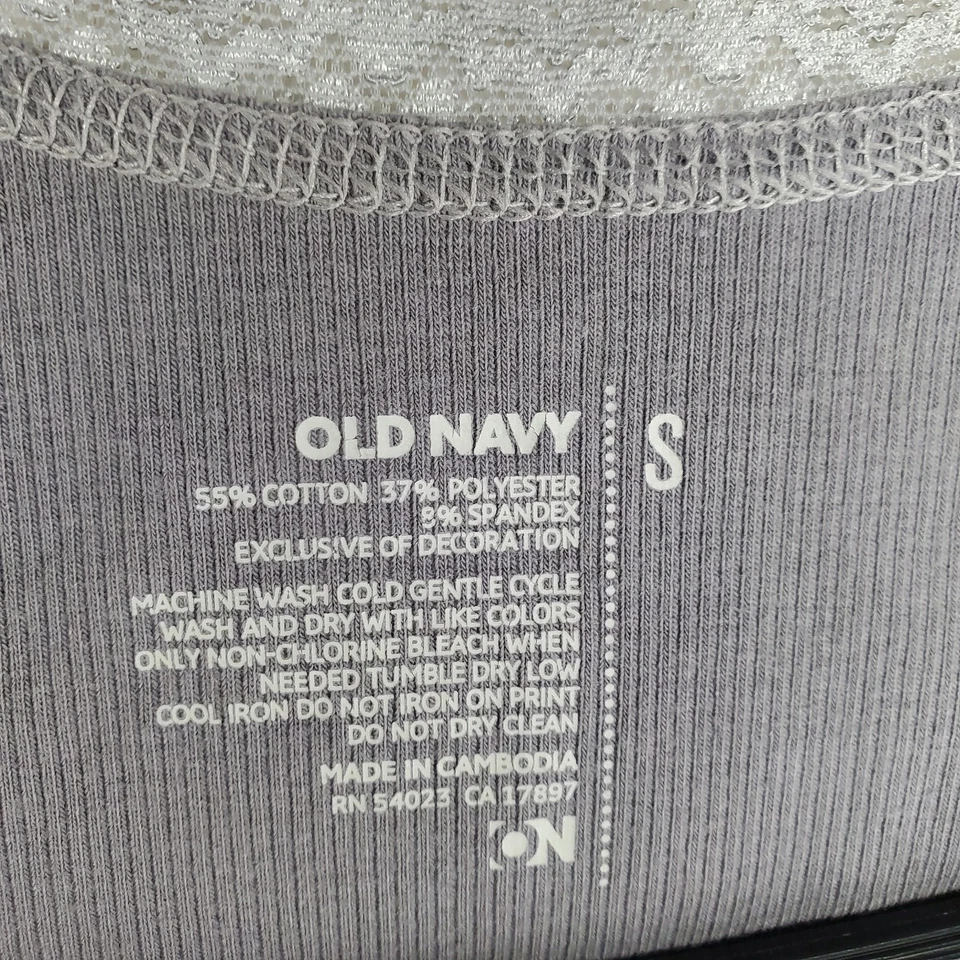 OLD NAVY
S
55% COTTON 37% POLYESTER
8% SPANDEX
EXCLUSIVE OF DECORATION
MACHINE WASH COLD GENTLE CYCLE
WASH AND DRY WITH LIKE COLORS
ONLY NON-CHLORINE BLEACH WHEN
NEEDED TUMBLE DRY LOW
COOL IRON DO NOT IRON ON PRINT
DO NOT DRY CLEAN
MADE IN CAMBODIA
RN 54023 CA 17897
ON